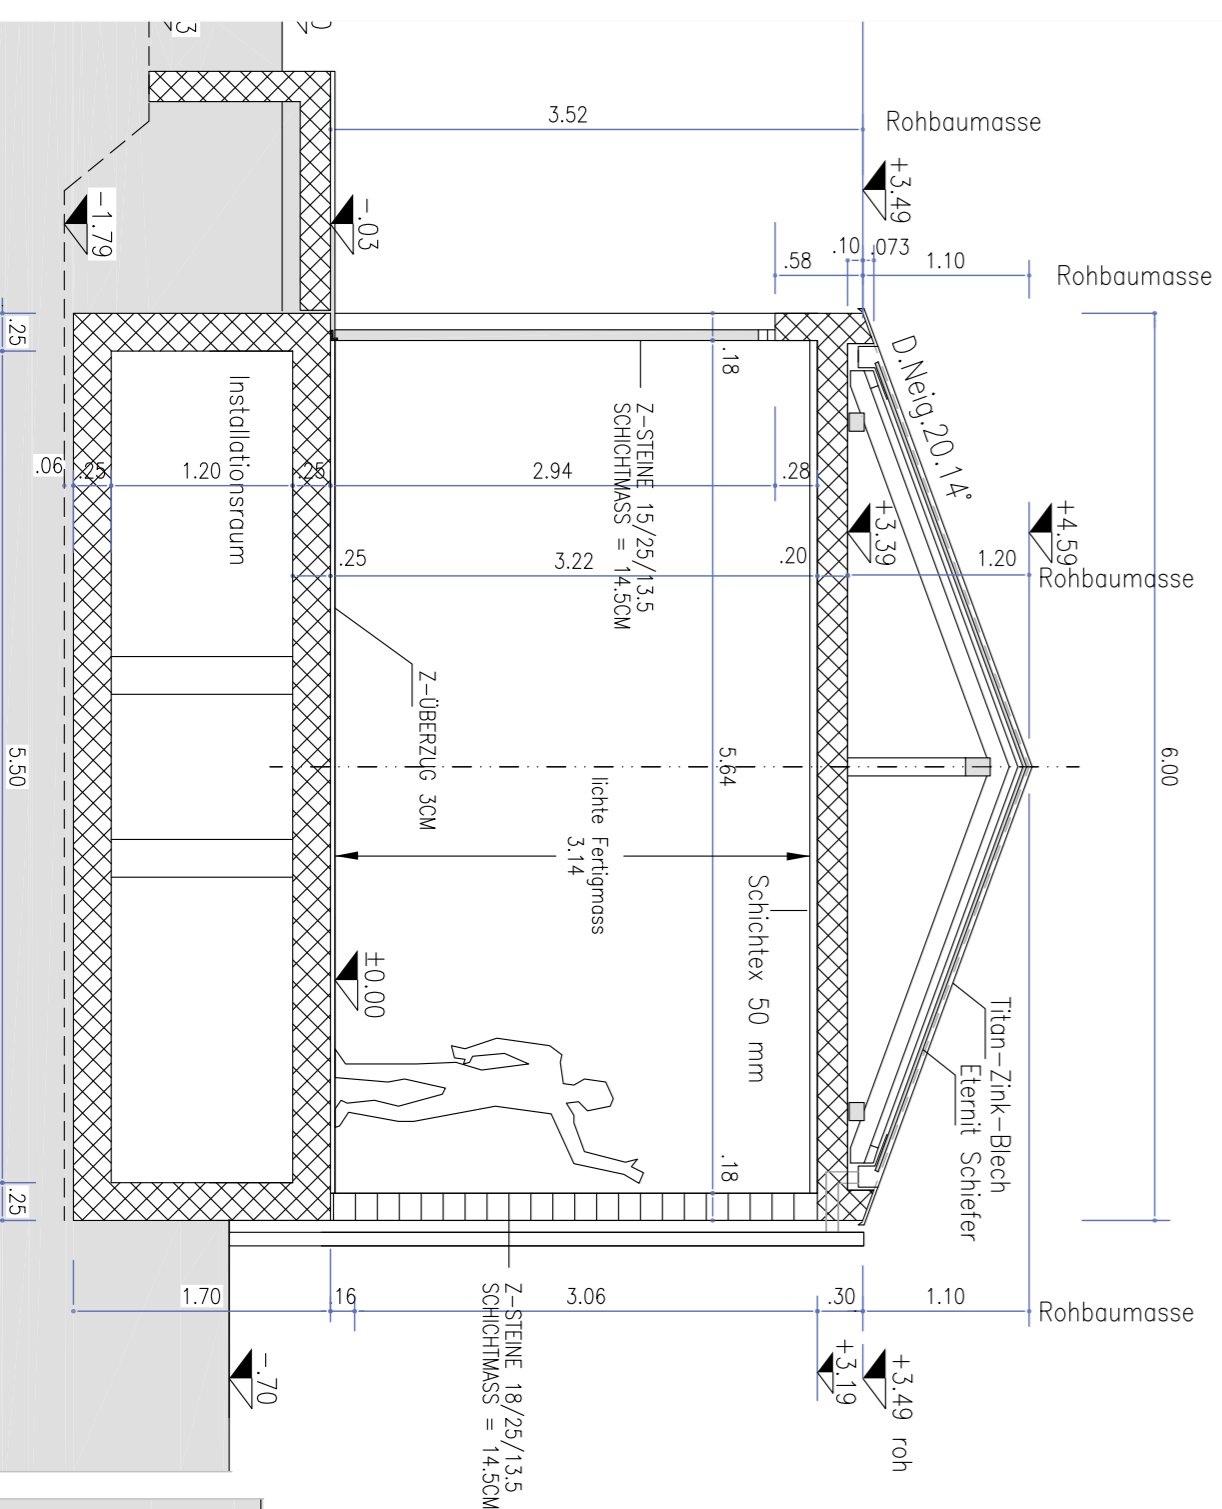 3.52
Rohbaumasse
+3.49
-1.79
-.03
.10
.073
.58
1.10
Rohbaumasse
.25
.18
D.Neig.20.14°
Installationsraum
Z-STEINE 15/25/13.5
SCHICHTMASS = 14.5CM
.06
.25
1.20
.25
2.94
.28
+3.39
+4.59
.25
3.22
.20
1.20
Rohbaumasse
Z-ÜBERZUG 3CM
5.50
5.64
6.00
lichte Fertigmass
3.14
Schichtex 50 mm
±0.00
Titan-Zink-Blech
Eternit Schiefer
.18
.25
1.70
.16
3.06
.30
1.10
Rohbaumasse
Z-STEINE 18/25/13.5
SCHICHTMASS = 14.5CM
-.70
+3.19
+3.49 roh